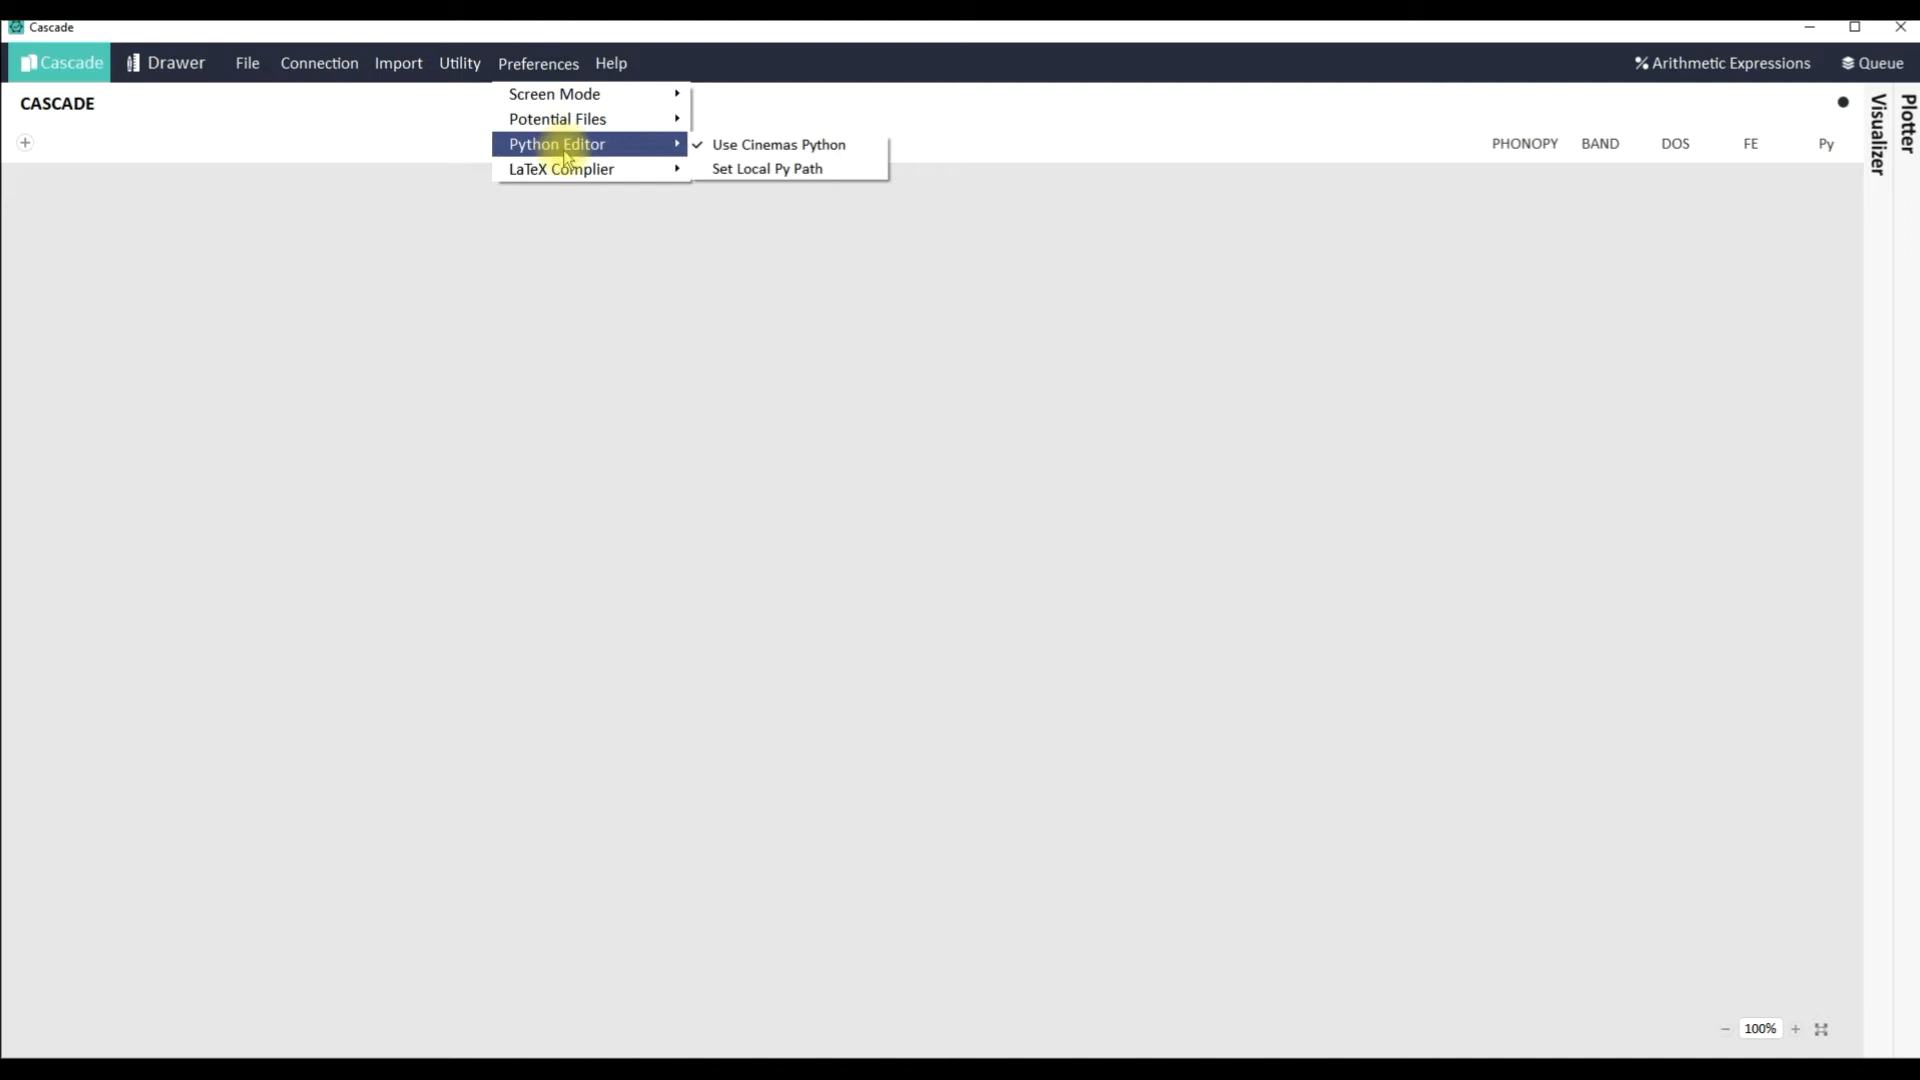 Cascade
Cascade Drawer File Connection Import Utility Preferences Help % Arithmetic Expressions Queue
CASCADE
Screen Mode
Potential Files
Python Editor
LaTeX Complier
Use Cinemas Python
Set Local Py Path
PHONOPY BAND DOS FE Py
Visualizer
Plotter
100%